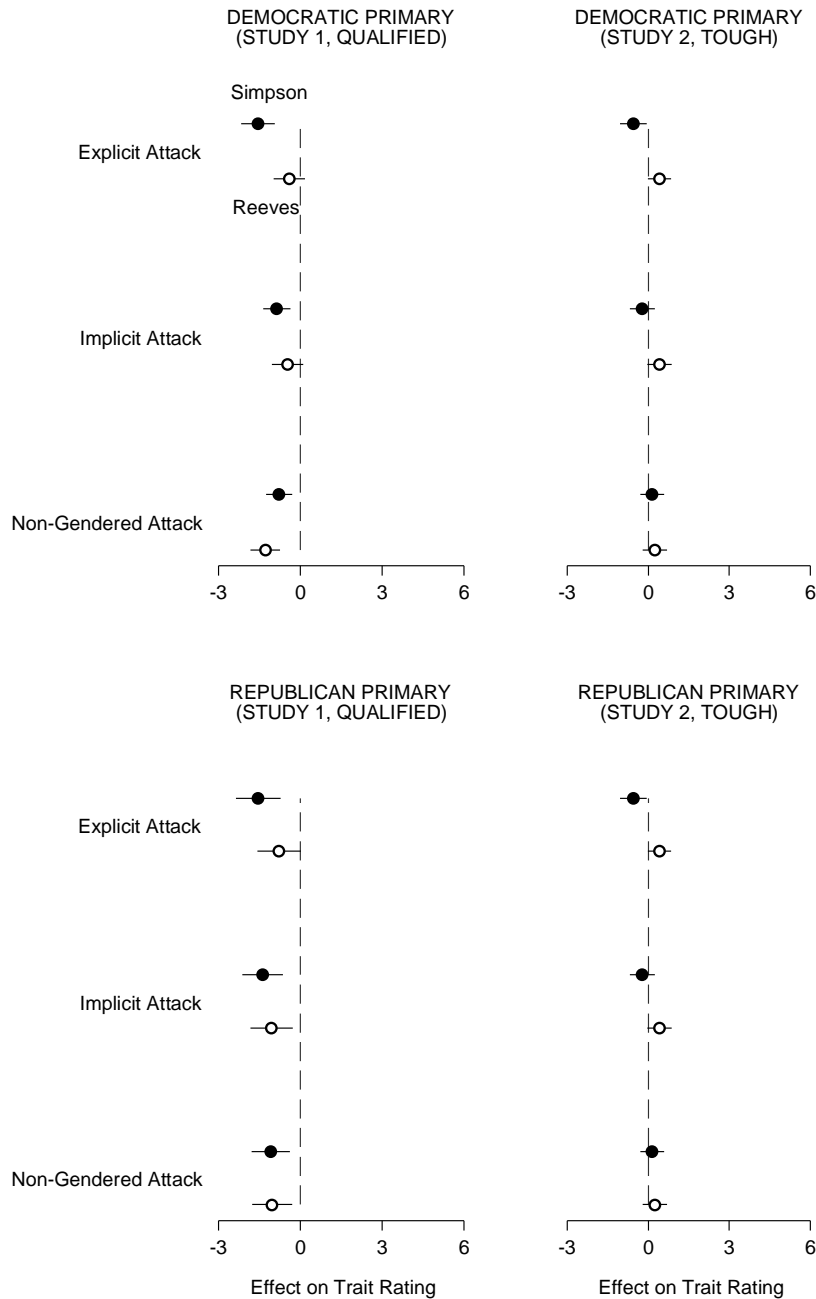 DEMOCRATIC PRIMARY
(STUDY 1, QUALIFIED)
DEMOCRATIC PRIMARY
(STUDY 2, TOUGH)
Simpson
Explicit Attack
Reeves
Implicit Attack
Non-Gendered Attack
-3 0 3 6
-3 0 3 6
REPUBLICAN PRIMARY
(STUDY 1, QUALIFIED)
REPUBLICAN PRIMARY
(STUDY 2, TOUGH)
Explicit Attack
Implicit Attack
Non-Gendered Attack
-3 0 3 6
-3 0 3 6
Effect on Trait Rating
Effect on Trait Rating